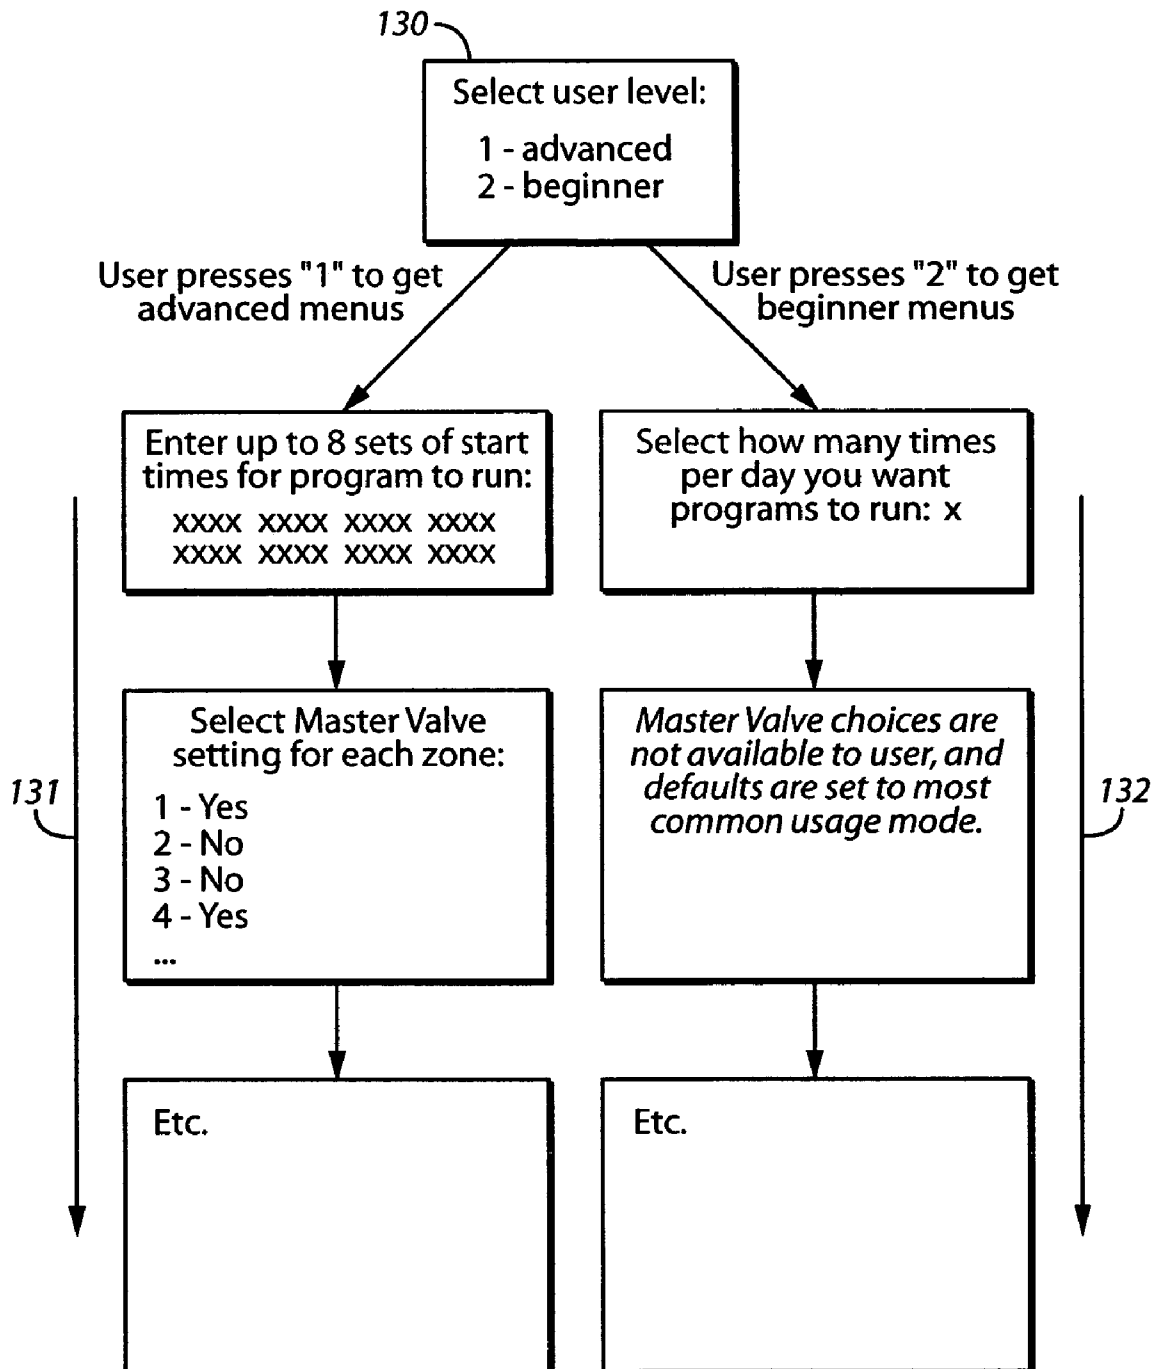 130
Select user level:
1 - advanced
2 - beginner
User presses "1" to get
advanced menus
User presses "2" to get
beginner menus
Enter up to 8 sets of start
times for program to run:
xxxx xxxx xxxx xxxx
xxxx xxxx xxxx xxxx
Select how many times
per day you want
programs to run: x
Select Master Valve
setting for each zone:
1 - Yes
2 - No
3 - No
4 - Yes
...
Master Valve choices are
not available to user, and
defaults are set to most
common usage mode.
131
132
Etc.
Etc.